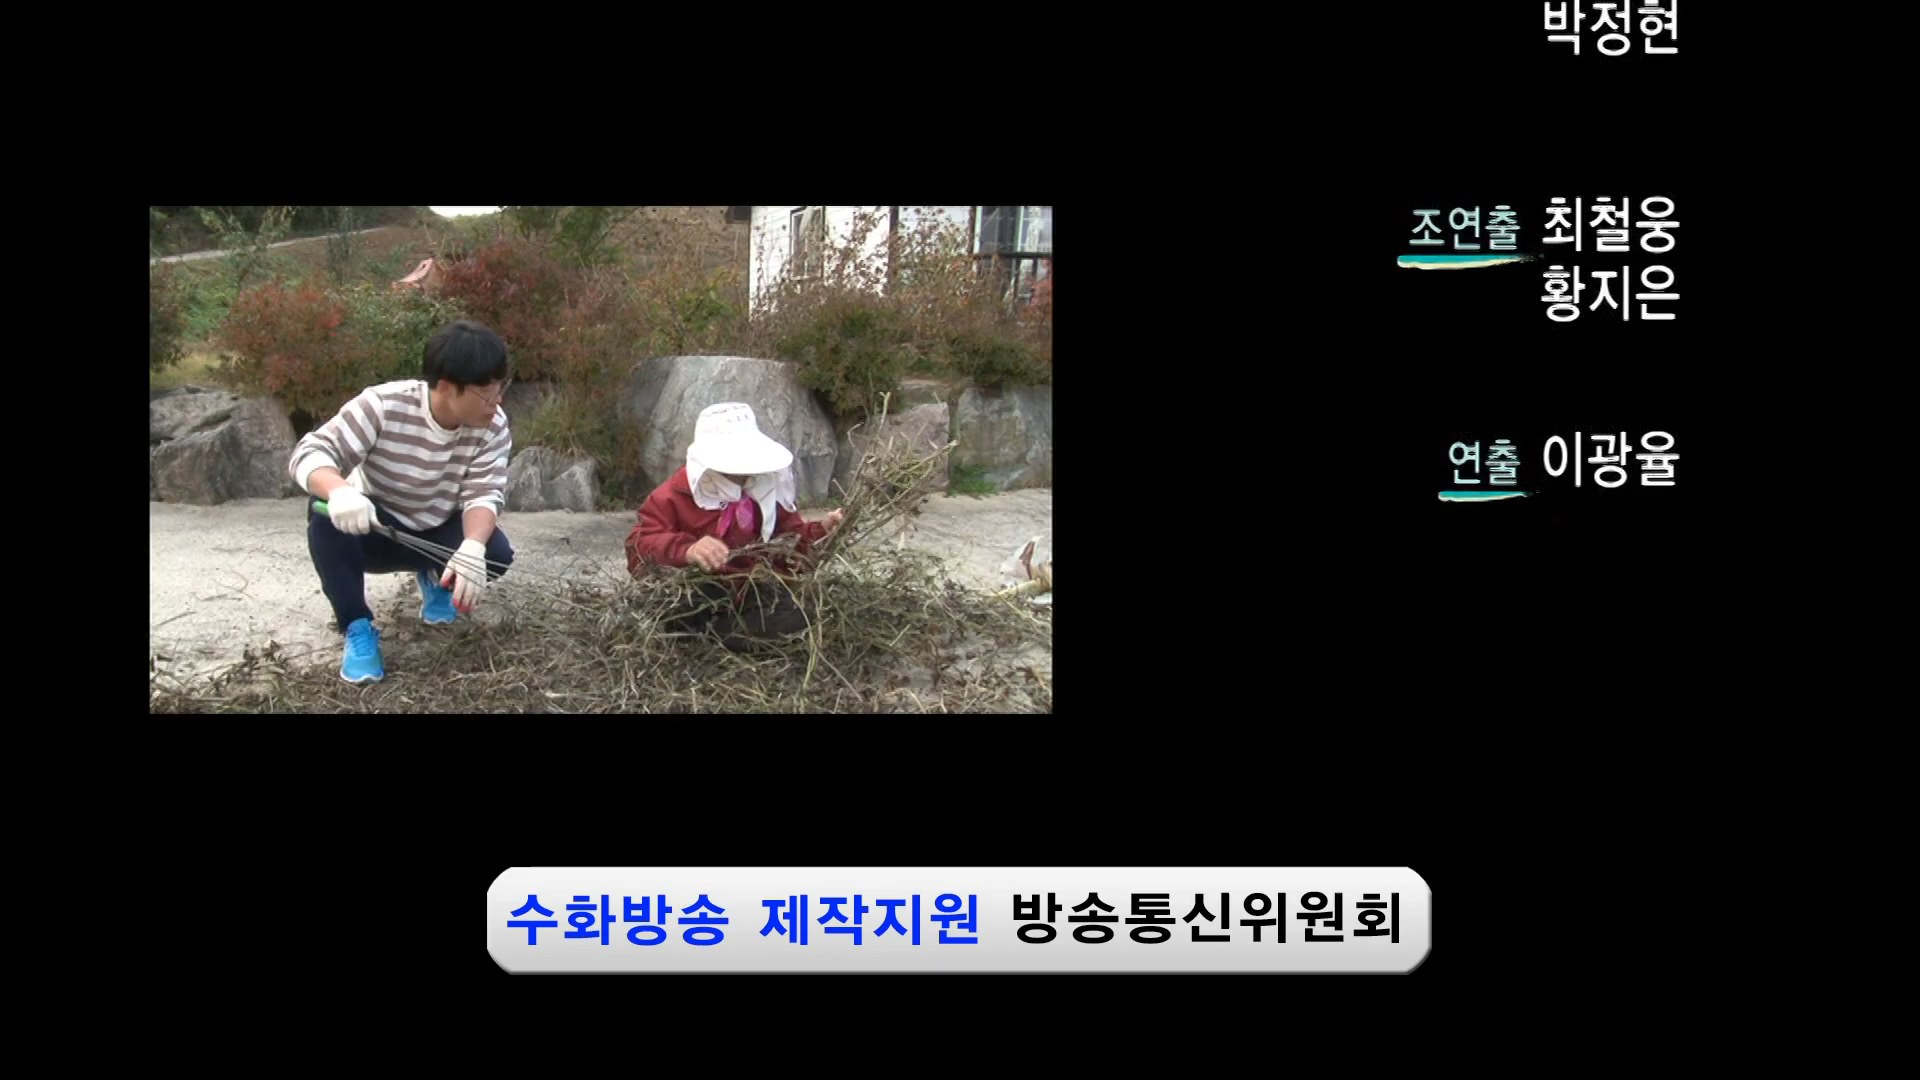 박정현
조연출 최철웅
황지은
연출 이광율
수화방송 제작지원 방송통신위원회